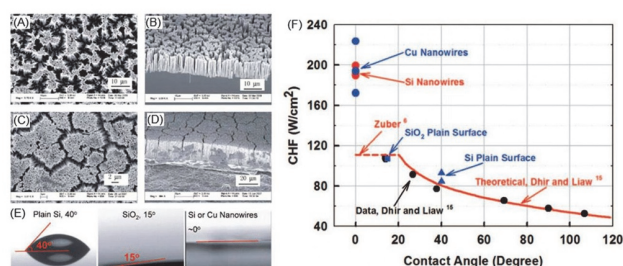 (A)
(B)
10 μm
10 μm
(C)
(D)
2 μm
20 μm
(E)
Plain Si, 40°
40°
SiO₂, 15°
15°
Si or Cu Nanowires
~0°
(F)
240
200
160
120
80
40
CHF (W/cm²)
Cu Nanowires
Si Nanowires
Zuber 6
SiO₂ Plain Surface
Si Plain Surface
Theoretical, Dhir and Liaw 15
Data, Dhir and Liaw 15
0 20 40 60 80 100 120
Contact Angle (Degree)